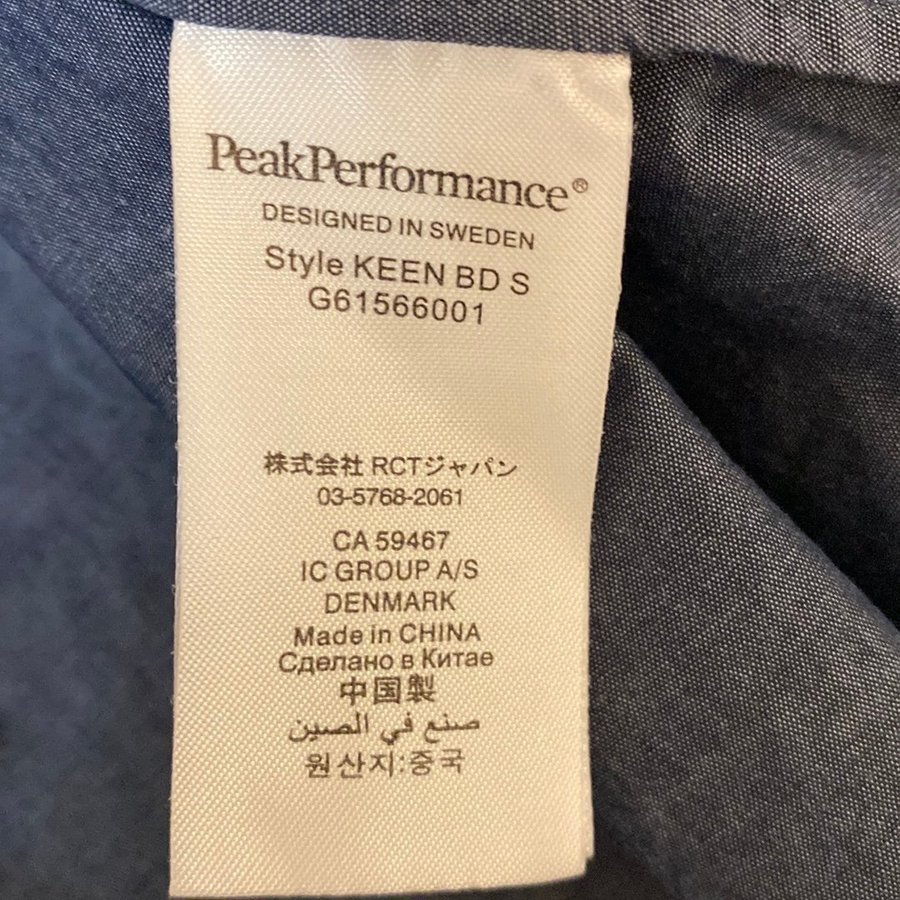 PeakPerformance®
DESIGNED IN SWEDEN
Style KEEN BD S
G61566001
株式会社 RCTジャパン
03-5768-2061
CA 59467
IC GROUP A/S
DENMARK
Made in CHINA
Сделано в Китае
中国製
صنع في الصين
원산지:중국